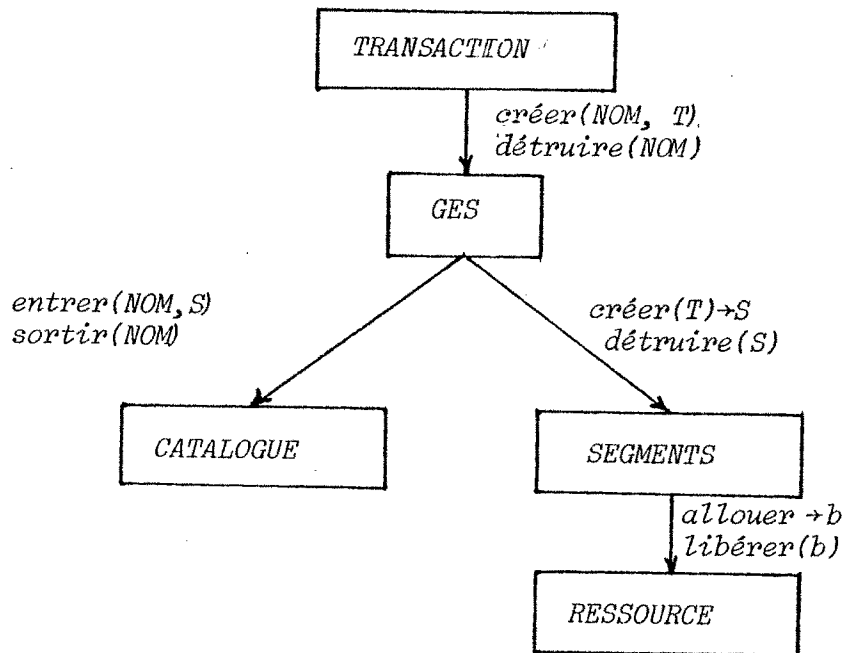 TRANSACTION
créer(NOM, T)
détruire(NOM)
GES
entrer(NOM,S)
sortir(NOM)
créer(T)→S
détruire(S)
CATALOGUE
SEGMENTS
allouer →b
libérer(b)
RESSOURCE